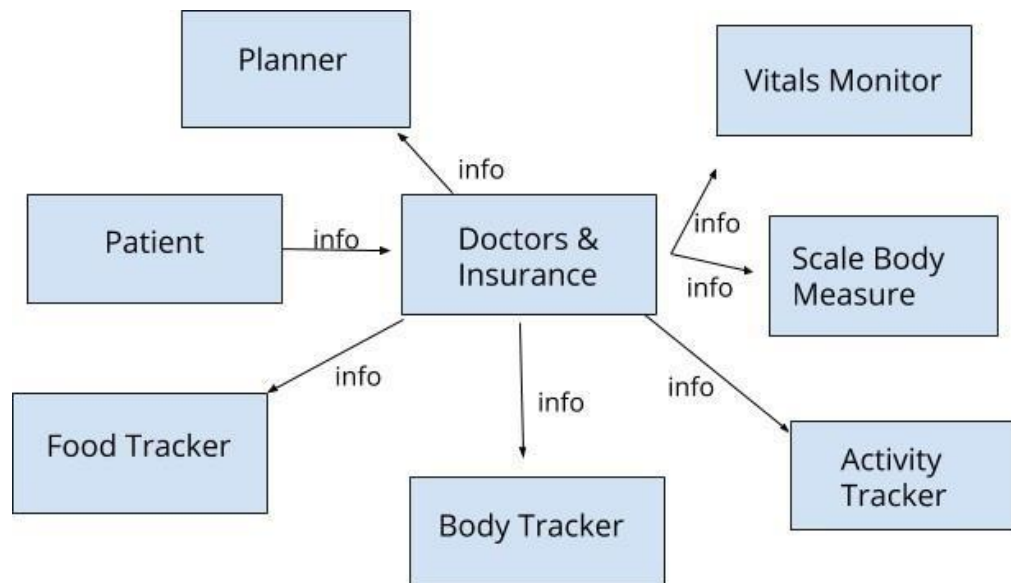 Planner
Vitals Monitor
info
Patient
info
Doctors &
Insurance
info
Scale Body
Measure
info
info
info
info
Food Tracker
Body Tracker
Activity
Tracker